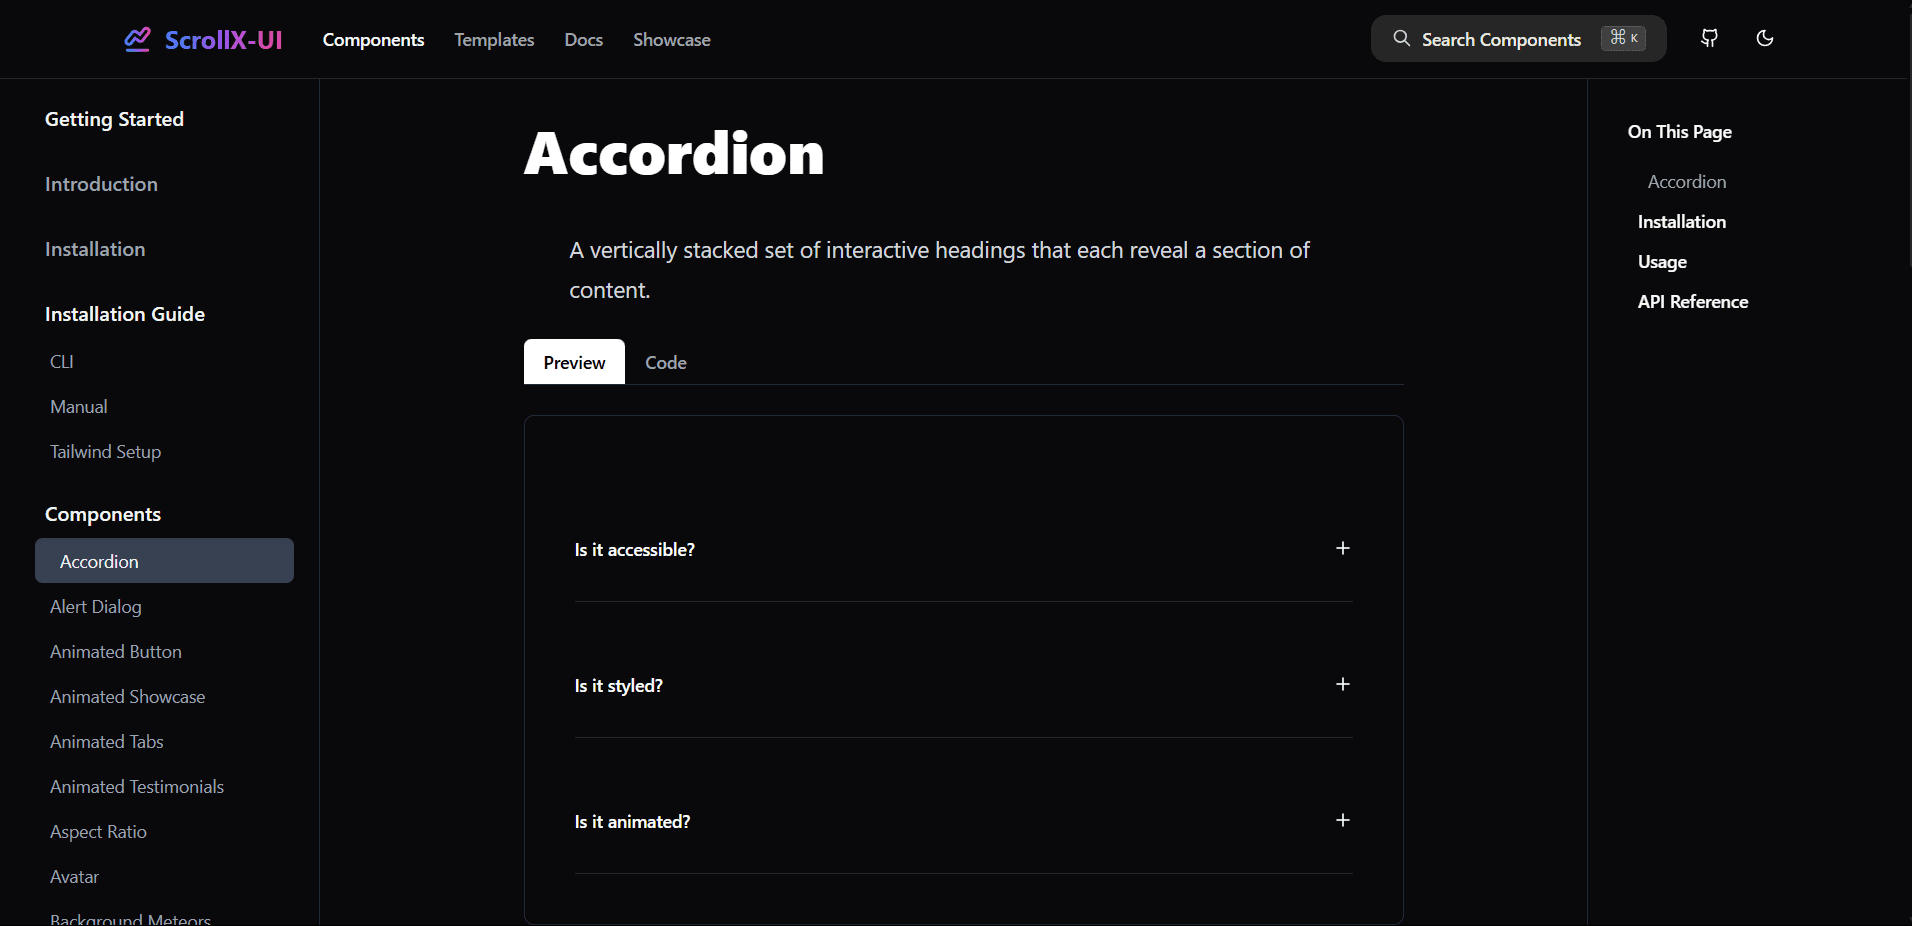 ScrollX-UI
Components
Templates
Docs
Showcase
Search Components
⌘ K
Getting Started
Introduction
Installation
Installation Guide
CLI
Manual
Tailwind Setup
Components
Accordion
Alert Dialog
Animated Button
Animated Showcase
Animated Tabs
Animated Testimonials
Aspect Ratio
Avatar
Background Meteors
Accordion
A vertically stacked set of interactive headings that each reveal a section of
content.
Preview
Code
Is it accessible?
Is it styled?
Is it animated?
On This Page
Accordion
Installation
Usage
API Reference